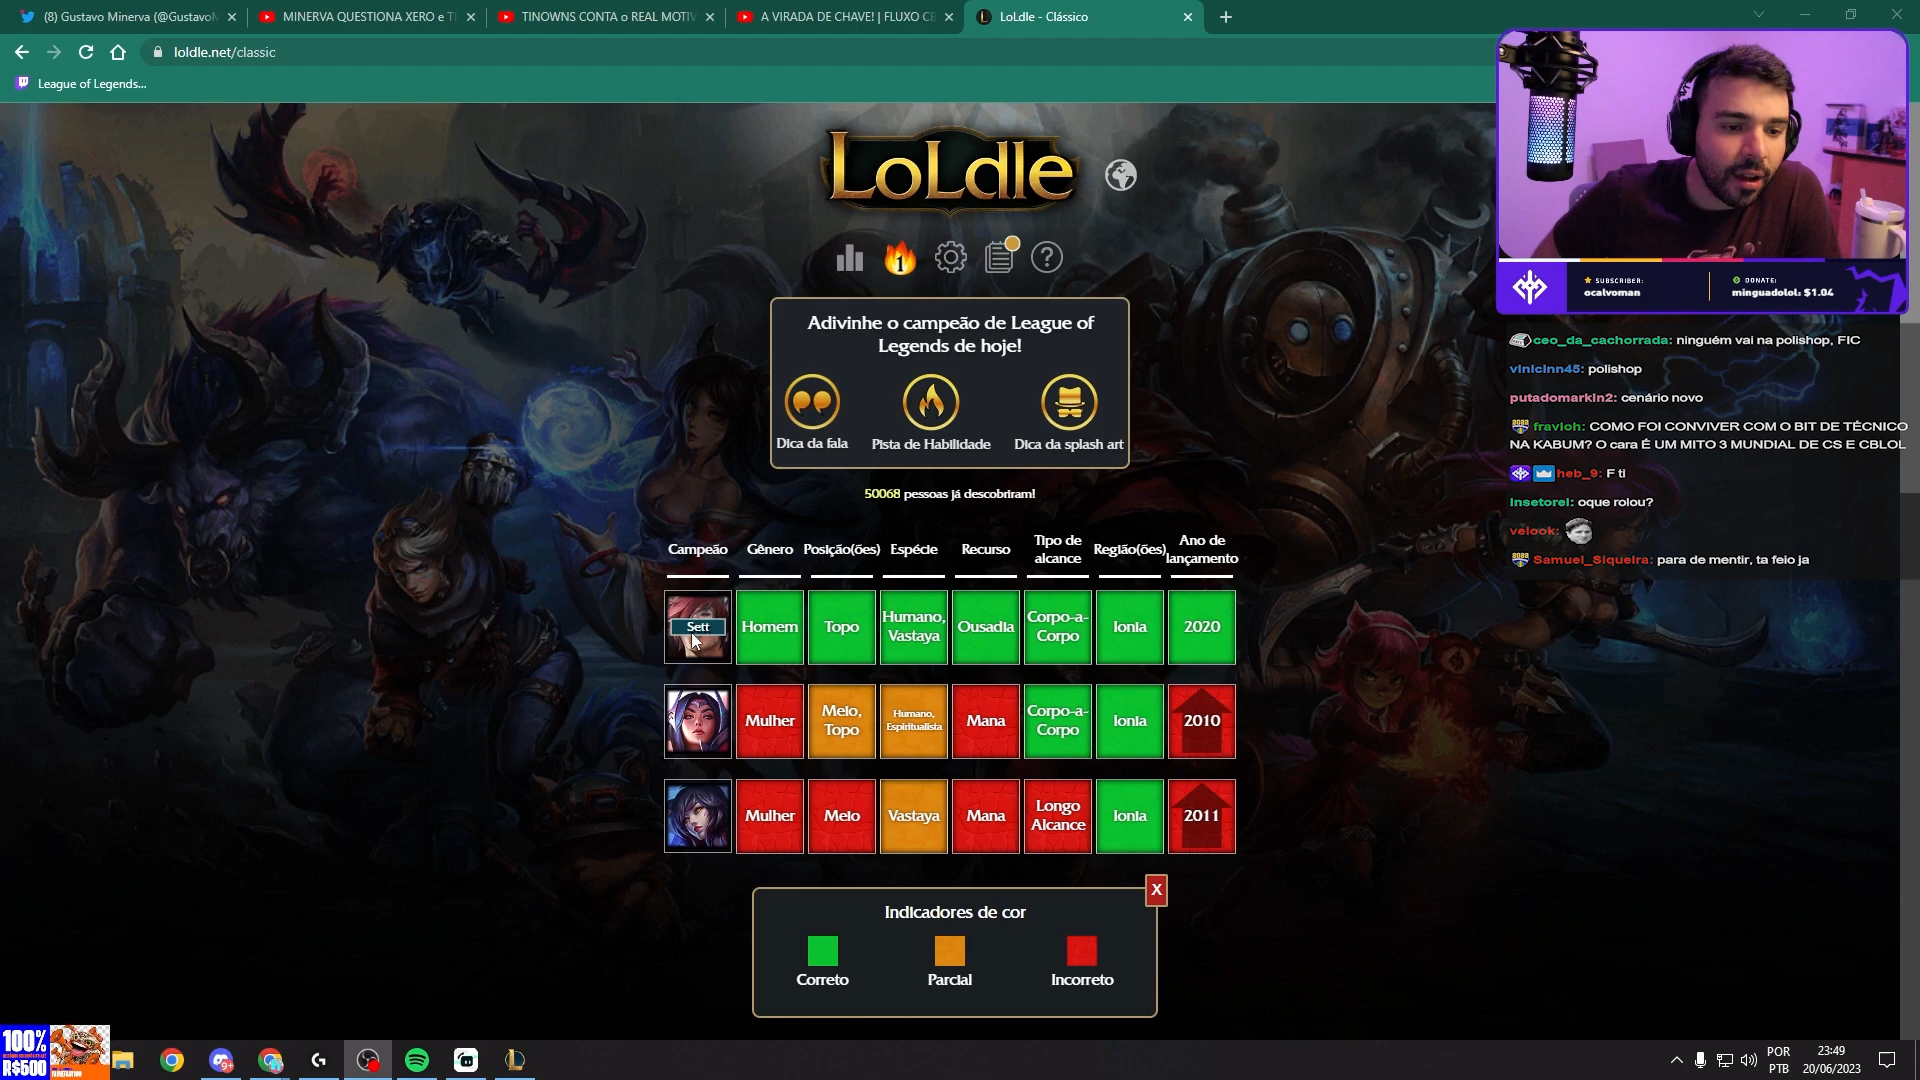 (8) Gustavo Minerva (@GustavoM
MINERVA QUESTIONA XERO e TI
TINOWNS CONTA o REAL MOTIV
A VIRADA DE CHAVE! | FLUXO CB
LoLdle - Clássico
loldle.net/classic
League of Legends...
LoLdle
1
Adivinhe o campeão de League of
Legends de hoje!
Dica da fala
Pista de Habilidade
Dica da splash art
50068 pessoas já descobriram!
Campeão Gênero Posição(ões) Espécie Recurso Tipo de alcance Região(ões) Ano de lançamento
Sett Homem Topo Humano, Vastaya Ousadia Corpo-a-Corpo Ionia 2020
Mulher Meio, Topo Humano, Espiritualista Mana Corpo-a-Corpo Ionia 2010
Mulher Meio Vastaya Mana Longo Alcance Ionia 2011
X
Indicadores de cor
Correto Parcial Incorreto
SUBSCRIBER:
ocalvoman
DONATE:
minguadolol: $1.04
ceo_da_cachorrada: ninguém vai na polishop, FIC
vinicinn45: polishop
putadomarkin2: cenário novo
fravioh: COMO FOI CONVIVER COM O BIT DE TÉCNICO
NA KABUM? O cara É UM MITO 3 MUNDIAL DE CS E CBLOL
heb_9: F ti
Insetorei: oque rolou?
velook:
Samuel_Siqueira: para de mentir, ta feio ja
100%
R$500
9+
POR
PTB
23:49
20/06/2023